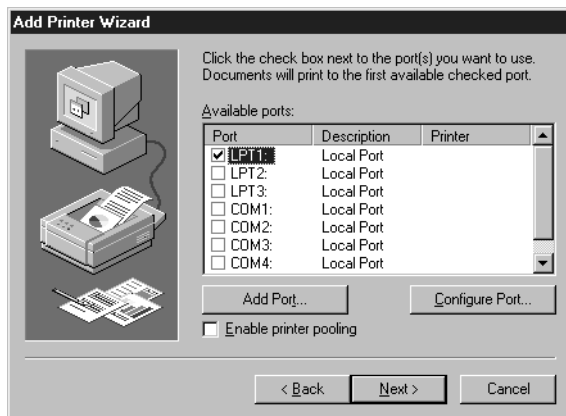 Add Printer Wizard
Click the check box next to the port(s) you want to use.
Documents will print to the first available checked port.
Available ports:
Port Description Printer
LPT1: Local Port
LPT2: Local Port
LPT3: Local Port
COM1: Local Port
COM2: Local Port
COM3: Local Port
COM4: Local Port
Add Port... Configure Port...
Enable printer pooling
< Back Next > Cancel